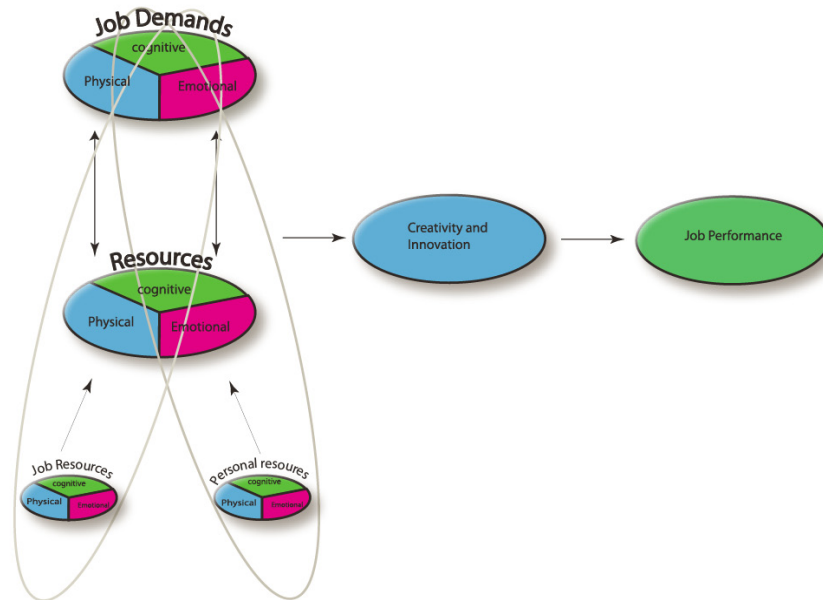 Job Demands
cognitive
Physical
Emotional
Resources
cognitive
Physical
Emotional
Creativity and
Innovation
Job Performance
Job Resources
cognitive
Physical
Emotional
Personal resoures
cognitive
Physical
Emotional